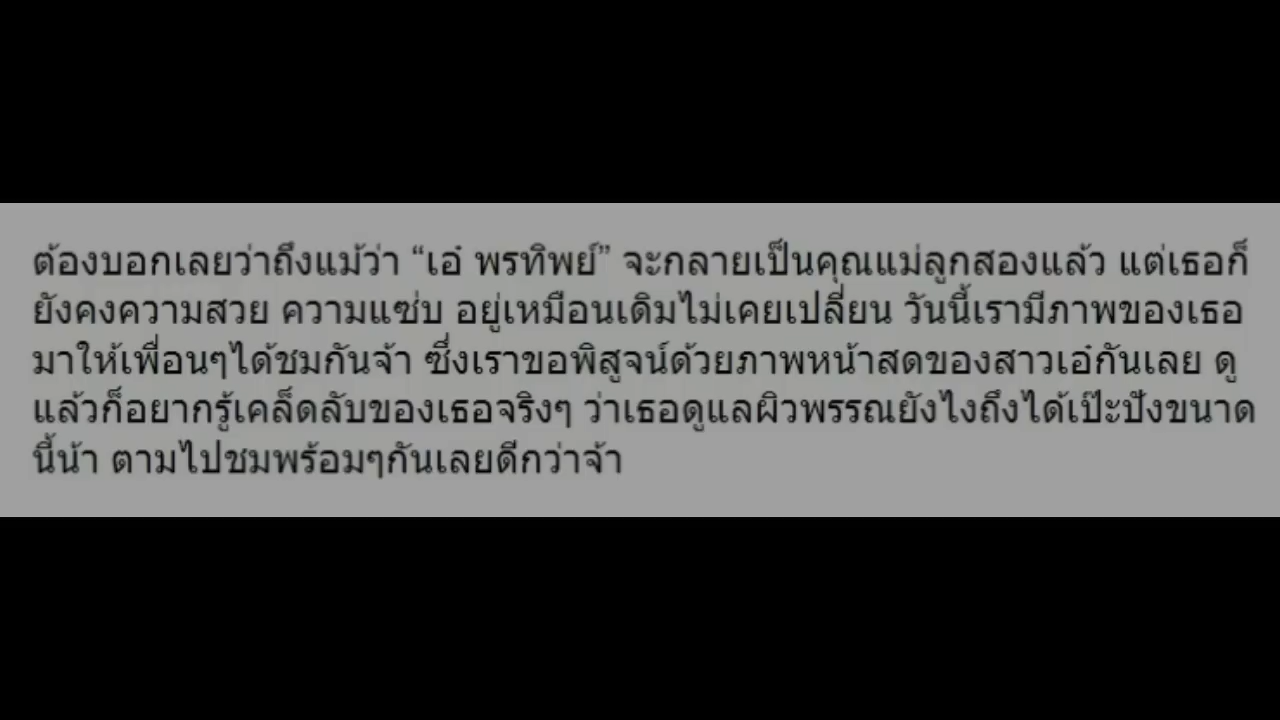 ต้องบอกเลยว่าถึงแม้ว่า “เอ๋ พรทิพย์” จะกลายเป็นคุณแม่ลูกสองแล้ว แต่เธอก็
ยังคงความสวย ความแซ่บ อยู่เหมือนเดิมไม่เคยเปลี่ยน วันนี้เรามีภาพของเธอ
มาให้เพื่อนๆได้ชมกันจ้า ซึ่งเราขอพิสูจน์ด้วยภาพหน้าสดของสาวเอ๋กันเลย ดู
แล้วก็อยากรู้เคล็ดลับของเธอจริงๆ ว่าเธอดูแลผิวพรรณยังไงถึงได้เป๊ะปังขนาด
นี้น้า ตามไปชมพร้อมๆกันเลยดีกว่าจ้า